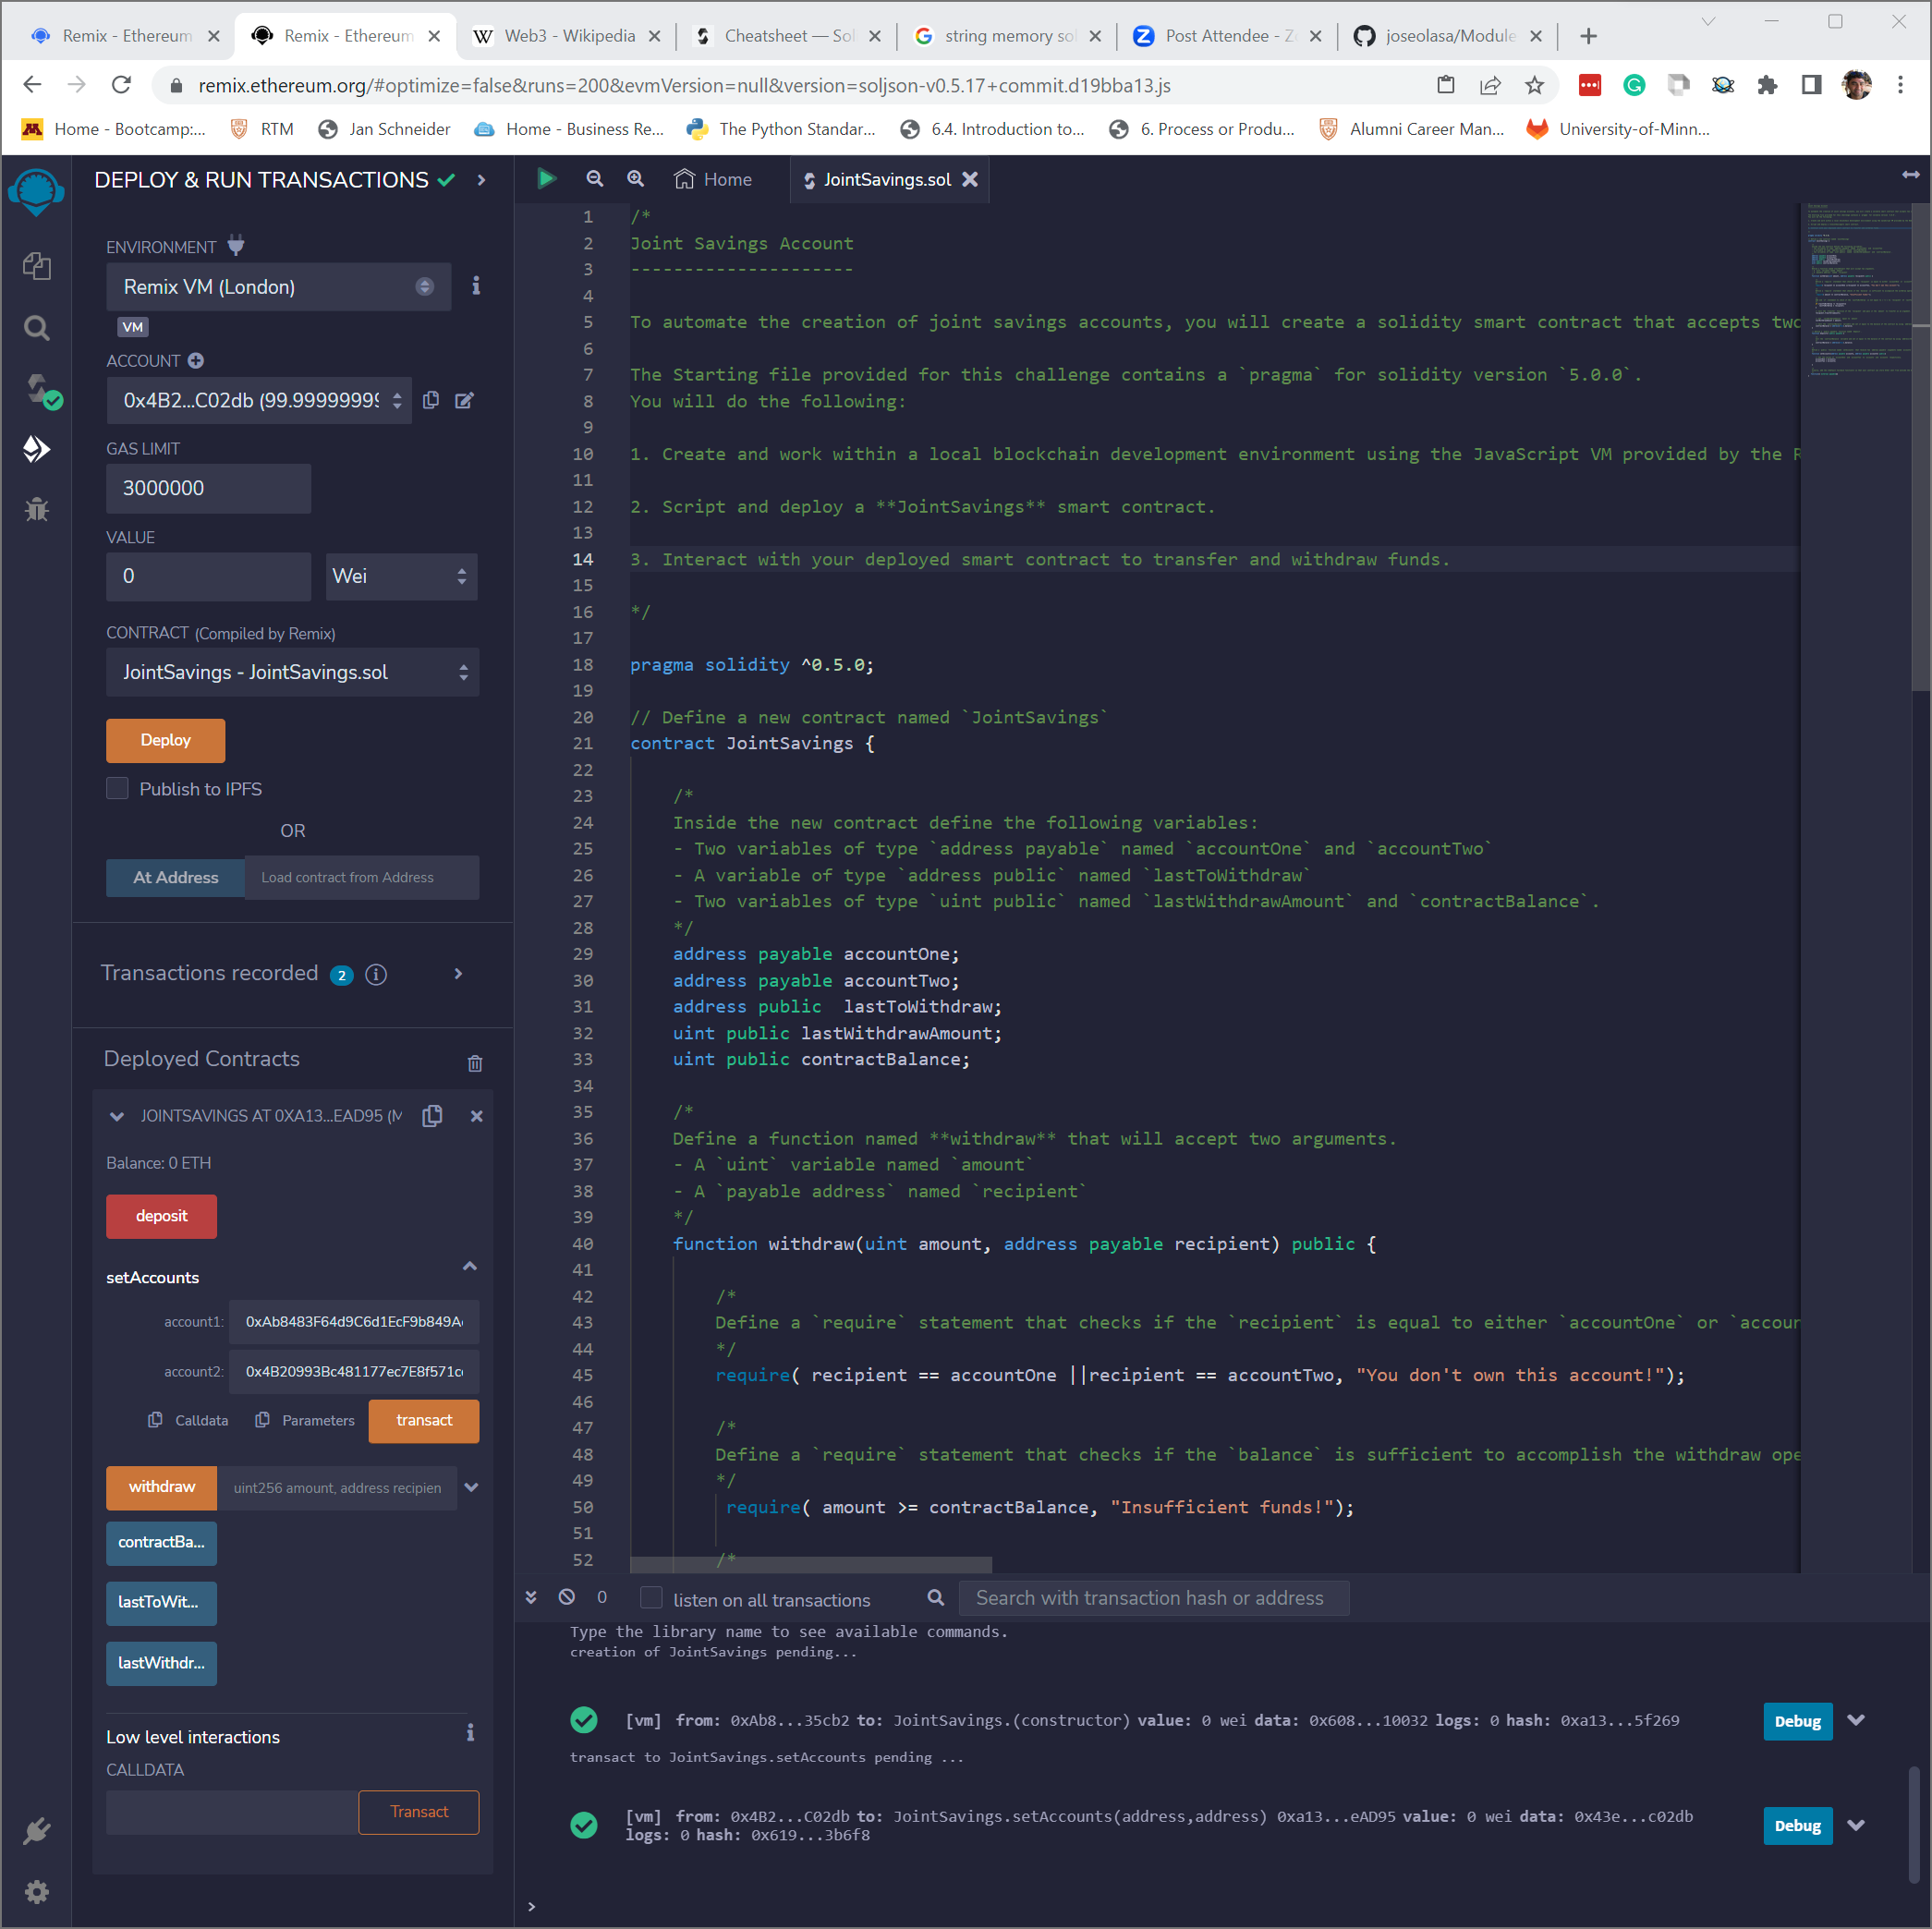 Remix - Ethereum
Remix - Ethereum
Web3 - Wikipedia
Cheatsheet — Sol
string memory sol
Post Attendee - Zo
joseolasa/Module
remix.ethereum.org/#optimize=false&runs=200&evmVersion=null&version=soljson-v0.5.17+commit.d19bba13.js
Home - Bootcamp:...
RTM
Jan Schneider
Home - Business Re...
The Python Standar...
6.4. Introduction to...
6. Process or Produ...
Alumni Career Man...
University-of-Minn...
DEPLOY & RUN TRANSACTIONS
ENVIRONMENT
Remix VM (London)
VM
ACCOUNT
0x4B2...C02db (99.99999999
GAS LIMIT
3000000
VALUE
0
Wei
CONTRACT (Compiled by Remix)
JointSavings - JointSavings.sol
Deploy
Publish to IPFS
OR
At Address
Load contract from Address
Transactions recorded 2
Deployed Contracts
JOINTSAVINGS AT 0XA13...EAD95 (M
Balance: 0 ETH
deposit
setAccounts
account1: 0xAb8483F64d9C6d1EcF9b849A
account2: 0x4B20993Bc481177ec7E8f571c
Calldata
Parameters
transact
withdraw
uint256 amount, address recipien
contractBa...
lastToWit...
lastWithdr...
Low level interactions
CALLDATA
Transact
Home
JointSavings.sol
1 /*
2 Joint Savings Account
3 ---------------------
4
5 To automate the creation of joint savings accounts, you will create a solidity smart contract that accepts two
6
7 The Starting file provided for this challenge contains a `pragma` for solidity version `5.0.0`.
8 You will do the following:
9
10 1. Create and work within a local blockchain development environment using the JavaScript VM provided by the R
11
12 2. Script and deploy a **JointSavings** smart contract.
13
14 3. Interact with your deployed smart contract to transfer and withdraw funds.
15
16 */
17
18 pragma solidity ^0.5.0;
19
20 // Define a new contract named `JointSavings`
21 contract JointSavings {
22
23 /*
24 Inside the new contract define the following variables:
25 - Two variables of type `address payable` named `accountOne` and `accountTwo`
26 - A variable of type `address public` named `lastToWithdraw`
27 - Two variables of type `uint public` named `lastWithdrawAmount` and `contractBalance`.
28 */
29 address payable accountOne;
30 address payable accountTwo;
31 address public  lastToWithdraw;
32 uint public lastWithdrawAmount;
33 uint public contractBalance;
34
35 /*
36 Define a function named **withdraw** that will accept two arguments.
37 - A `uint` variable named `amount`
38 - A `payable address` named `recipient`
39 */
40 function withdraw(uint amount, address payable recipient) public {
41
42 /*
43 Define a `require` statement that checks if the `recipient` is equal to either `accountOne` or `accoun
44 */
45 require( recipient == accountOne ||recipient == accountTwo, "You don't own this account!");
46
47 /*
48 Define a `require` statement that checks if the `balance` is sufficient to accomplish the withdraw ope
49 */
50 require( amount >= contractBalance, "Insufficient funds!");
51
52 /*
0
listen on all transactions
Search with transaction hash or address
Type the library name to see available commands.
creation of JointSavings pending...
[vm] from: 0xAb8...35cb2 to: JointSavings.(constructor) value: 0 wei data: 0x608...10032 logs: 0 hash: 0xa13...5f269
Debug
transact to JointSavings.setAccounts pending ...
[vm] from: 0x4B2...C02db to: JointSavings.setAccounts(address,address) 0xa13...eAD95 value: 0 wei data: 0x43e...c02db
logs: 0 hash: 0x619...3b6f8
Debug
>